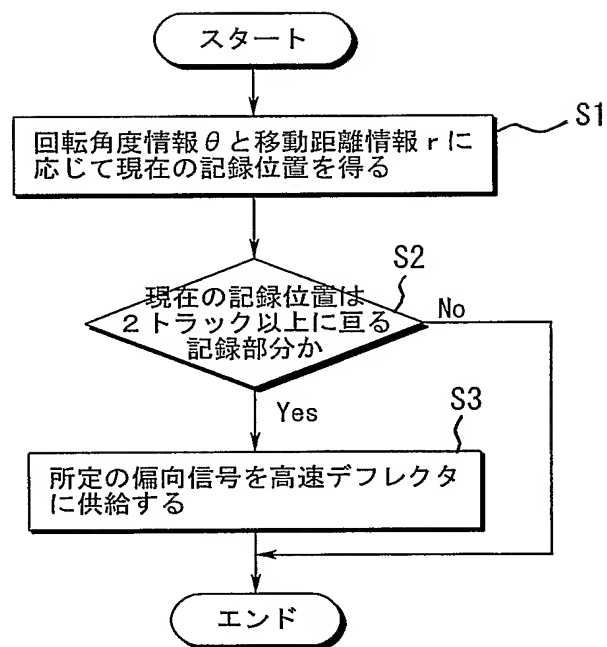 スタート
S1
回転角度情報θと移動距離情報rに
応じて現在の記録位置を得る
S2
現在の記録位置は
2トラック以上に亘る
記録部分か
No
Yes
S3
所定の偏向信号を高速デフレクタ
に供給する
エンド